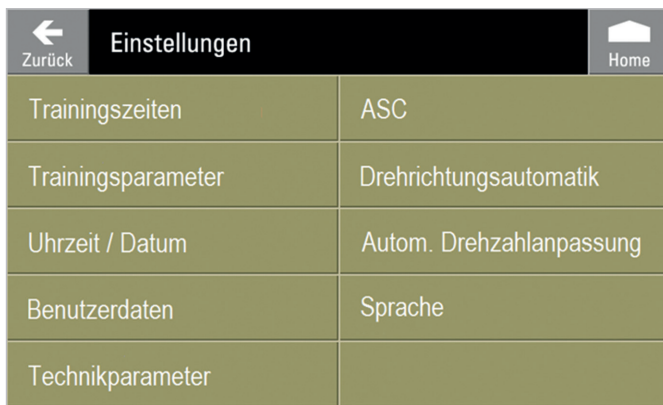 Zurück
Einstellungen
Home
Trainingszeiten
ASC
Trainingsparameter
Drehrichtungsautomatik
Uhrzeit / Datum
Autom. Drehzahlanpassung
Benutzerdaten
Sprache
Technikparameter